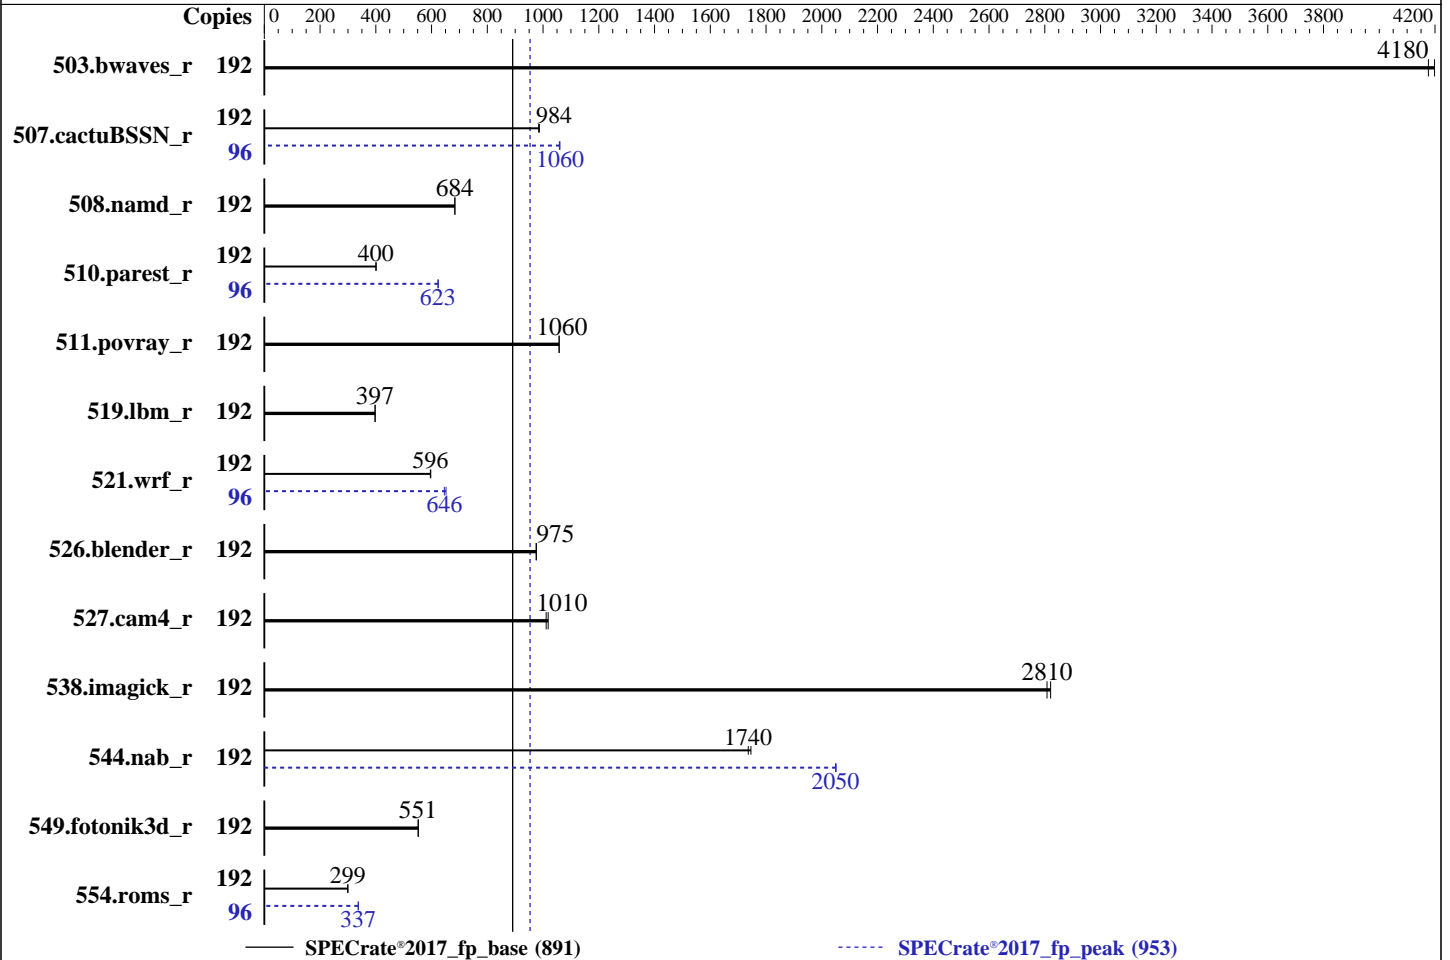 Copies 0 200 400 600 800 1000 1200 1400 1600 1800 2000 2200 2400 2600 2800 3000 3200 3400 3600 3800 4200
503.bwaves_r 192 4180
507.cactuBSSN_r 192 984
96 1060
508.namd_r 192 684
510.parest_r 192 400
96 623
511.povray_r 192 1060
519.lbm_r 192 397
521.wrf_r 192 596
96 646
526.blender_r 192 975
527.cam4_r 192 1010
538.imagick_r 192 2810
544.nab_r 192 1740
2050
549.fotonik3d_r 192 551
554.roms_r 192 299
96 337
SPECrate®2017_fp_base (891) SPECrate®2017_fp_peak (953)